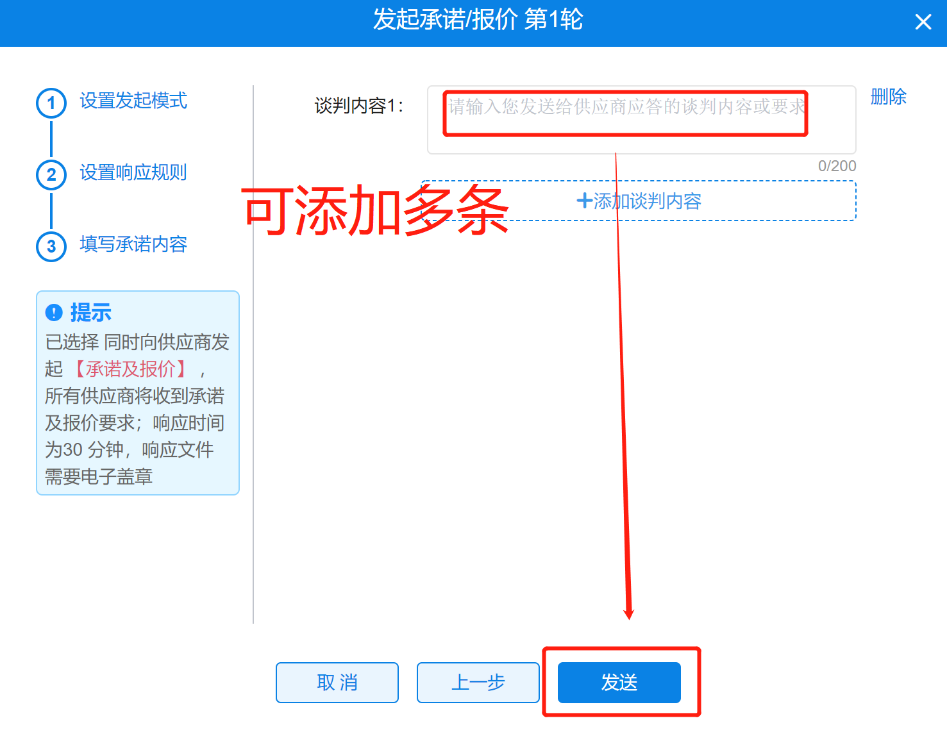 发起承诺/报价 第1轮
1 设置发起模式
2 设置响应规则
3 填写承诺内容
提示
已选择 同时向供应商发
起【承诺及报价】，
所有供应商将收到承诺
及报价要求；响应时间
为30 分钟，响应文件
需要电子盖章
谈判内容1：
请输入您发送给供应商应答的谈判内容或要求
删除
0/200
+添加谈判内容
可添加多条
取 消
上一步
发送